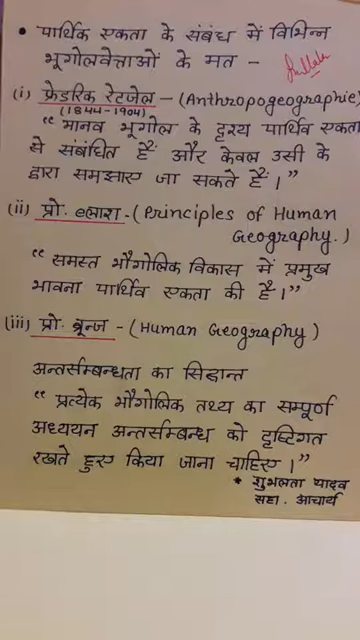 • पार्थिक एकता के संबंध में विभिन्न
भूगोलवेत्ताओं के मत -
(i) फ्रेडरिक रेटजेल - (Anthropogeographie)
(1844-1904)
"मानव भूगोल के दृश्य पार्थिव एकता
से संबंधित हैं और केवल उसी के
द्वारा समझाए जा सकते हैं।"
(ii) प्रो. ब्लाश - (Principles of Human
Geography.)
"समस्त भौगोलिक विकास में प्रमुख
भावना पार्थिव एकता की है।"
(iii) प्रो. ब्रून्ज - (Human Geography)
अन्तर्सम्बन्धता का सिद्धान्त
"प्रत्येक भौगोलिक तथ्य का सम्पूर्ण
अध्ययन अन्तर्सम्बन्ध को दृष्टिगत
रखते हुए किया जाना चाहिए।"
* शुभलता यादव
सहा. आचार्य